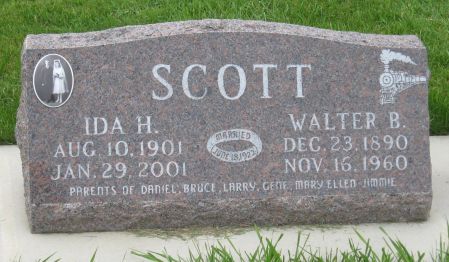 SCOTT
IDA H.
AUG. 10, 1901
JAN. 29, 2001
MARRIED
JUNE 18, 1922
WALTER B.
DEC. 23, 1890
NOV. 16, 1960
PARENTS OF DANIEL, BRUCE, LARRY, GENE, MARY ELLEN, JIMMIE